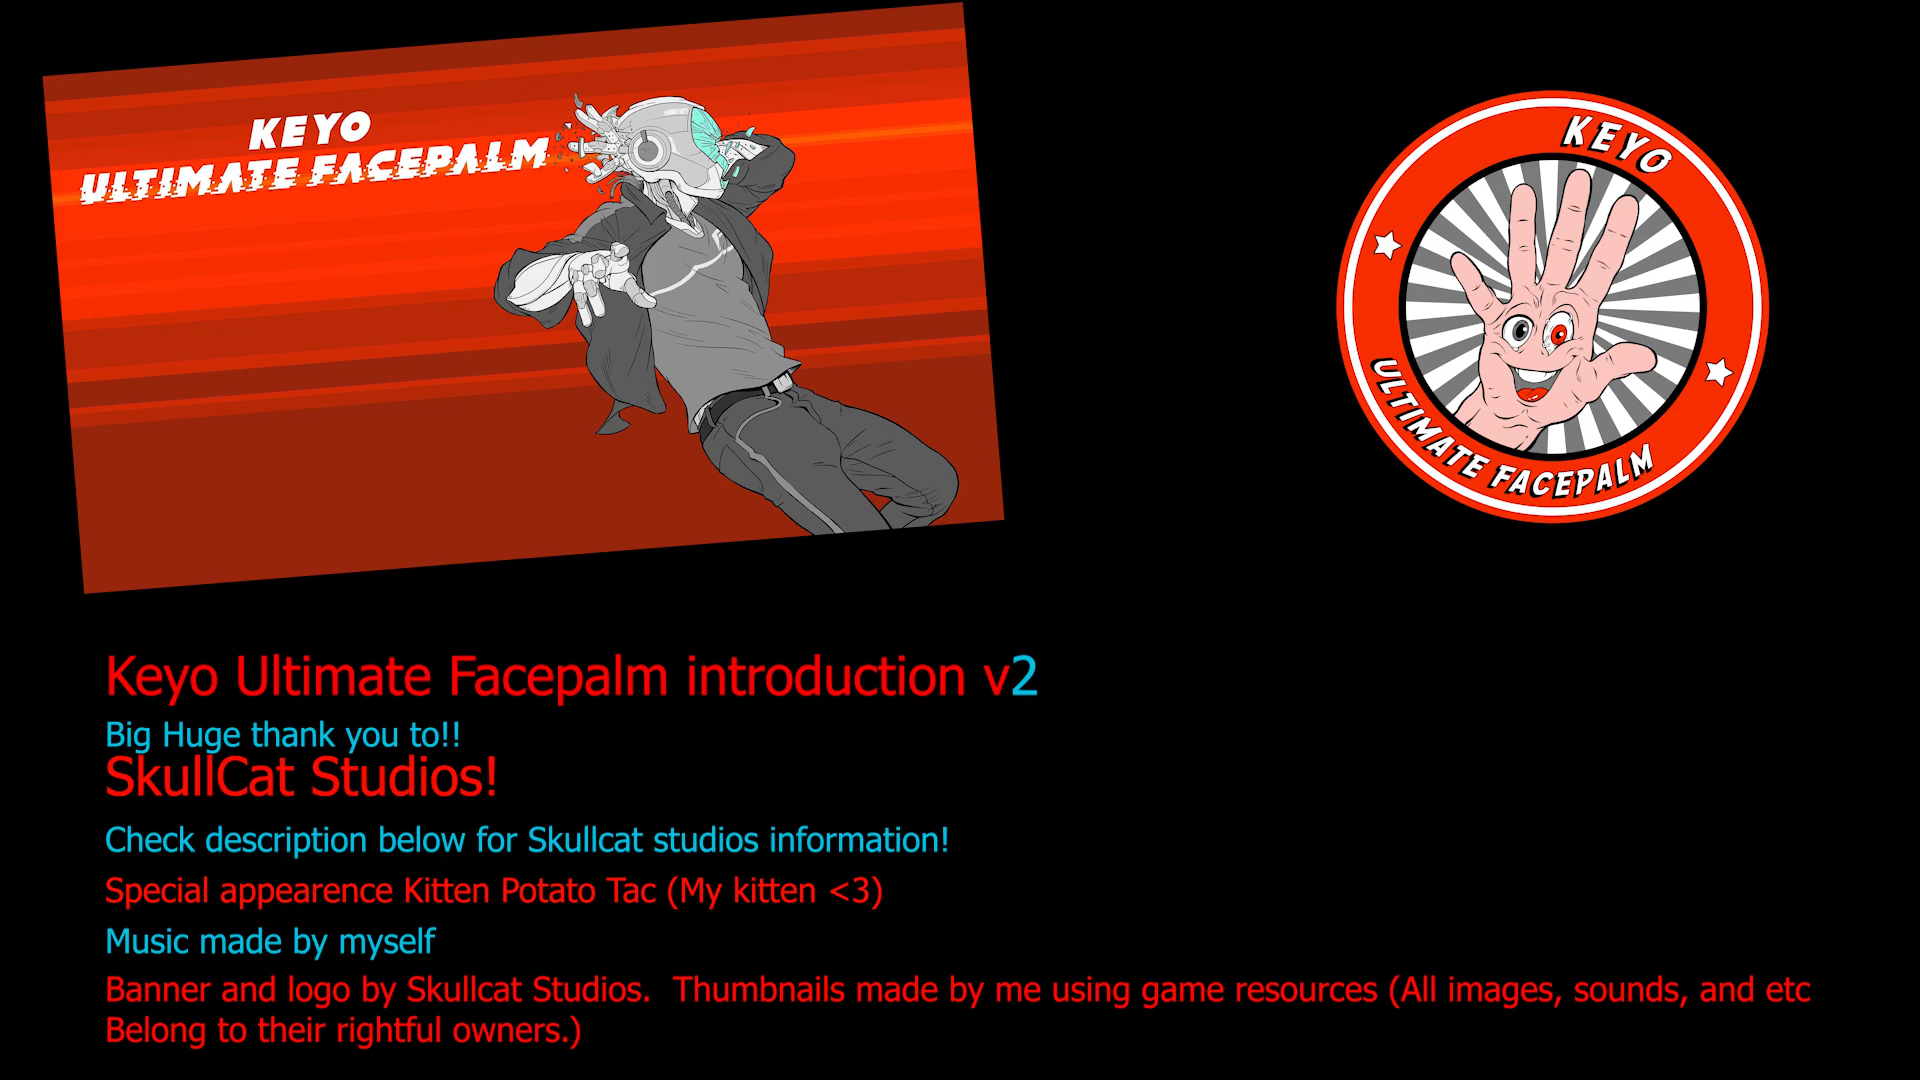 KEYO
ULTIMATE FACEPALM
KEYO
ULTIMATE FACEPALM
Keyo Ultimate Facepalm introduction v2
Big Huge thank you to!!
SkullCat Studios!
Check description below for Skullcat studios information!
Special appearence Kitten Potato Tac (My kitten <3)
Music made by myself
Banner and logo by Skullcat Studios.  Thumbnails made by me using game resources (All images, sounds, and etc
Belong to their rightful owners.)